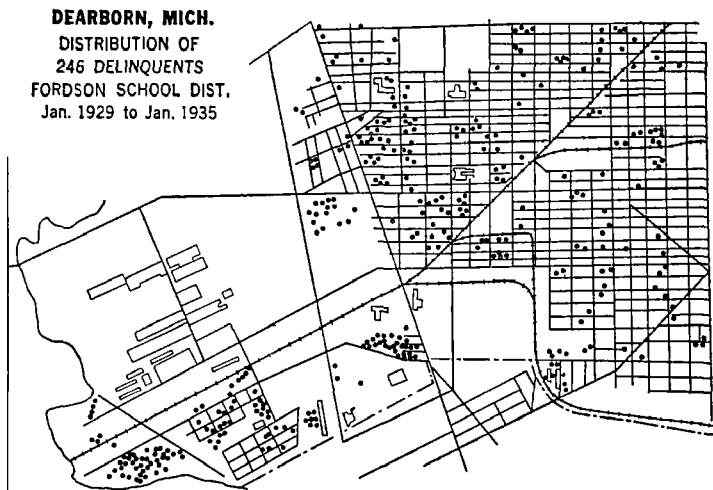 DEARBORN, MICH.
DISTRIBUTION OF
246 DELINQUENTS
FORDSON SCHOOL DIST.
Jan. 1929 to Jan. 1935